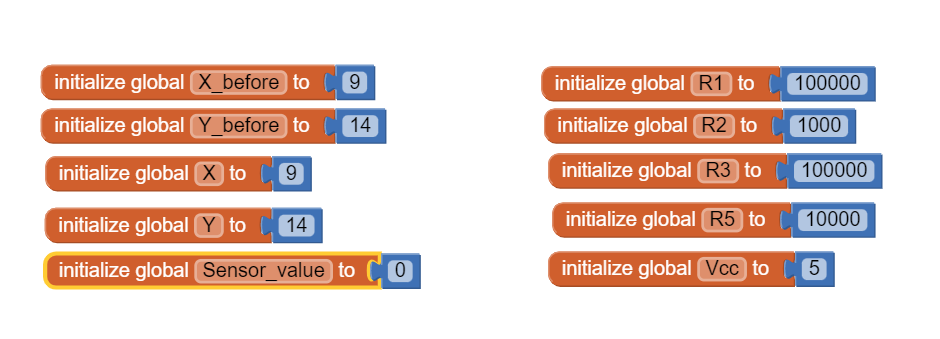 initialize global X_before to 9
initialize global Y_before to 14
initialize global X to 9
initialize global Y to 14
initialize global Sensor_value to 0
initialize global R1 to 100000
initialize global R2 to 1000
initialize global R3 to 100000
initialize global R5 to 10000
initialize global Vcc to 5